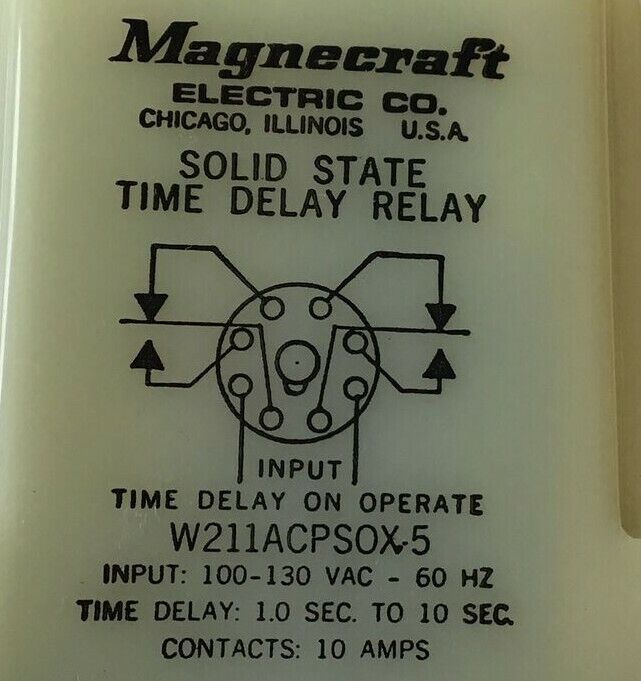 Magnecraft
ELECTRIC CO.
CHICAGO, ILLINOIS U.S.A.
SOLID STATE
TIME DELAY RELAY
INPUT
TIME DELAY ON OPERATE
W211ACPSOX-5
INPUT: 100-130 VAC - 60 HZ
TIME DELAY: 1.0 SEC. TO 10 SEC.
CONTACTS: 10 AMPS